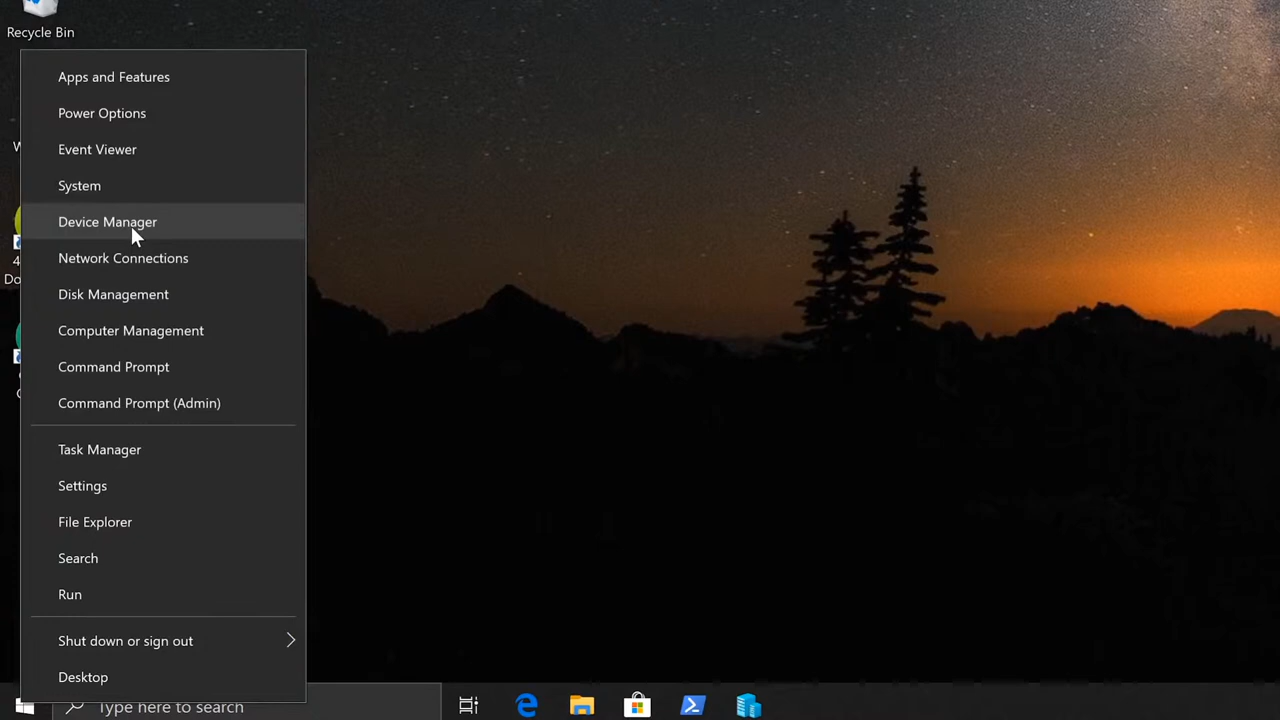 Recycle Bin
Apps and Features
Power Options
Event Viewer
System
Device Manager
Network Connections
Disk Management
Computer Management
Command Prompt
Command Prompt (Admin)
Task Manager
Settings
File Explorer
Search
Run
Shut down or sign out
Desktop
Type here to search